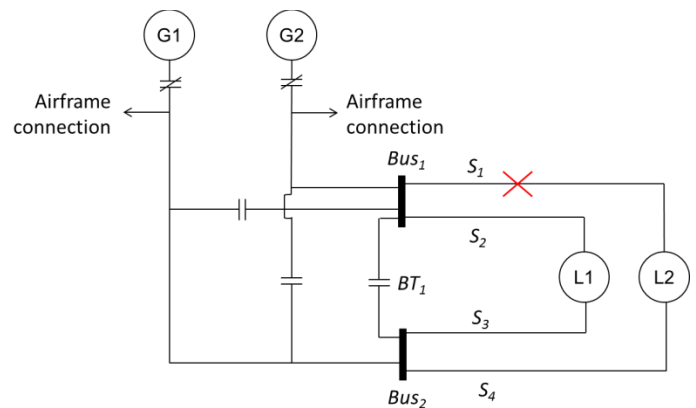 G1
G2
Airframe
connection
Airframe
connection
Bus1
S1
S2
BT1
L1
L2
S3
S4
Bus2